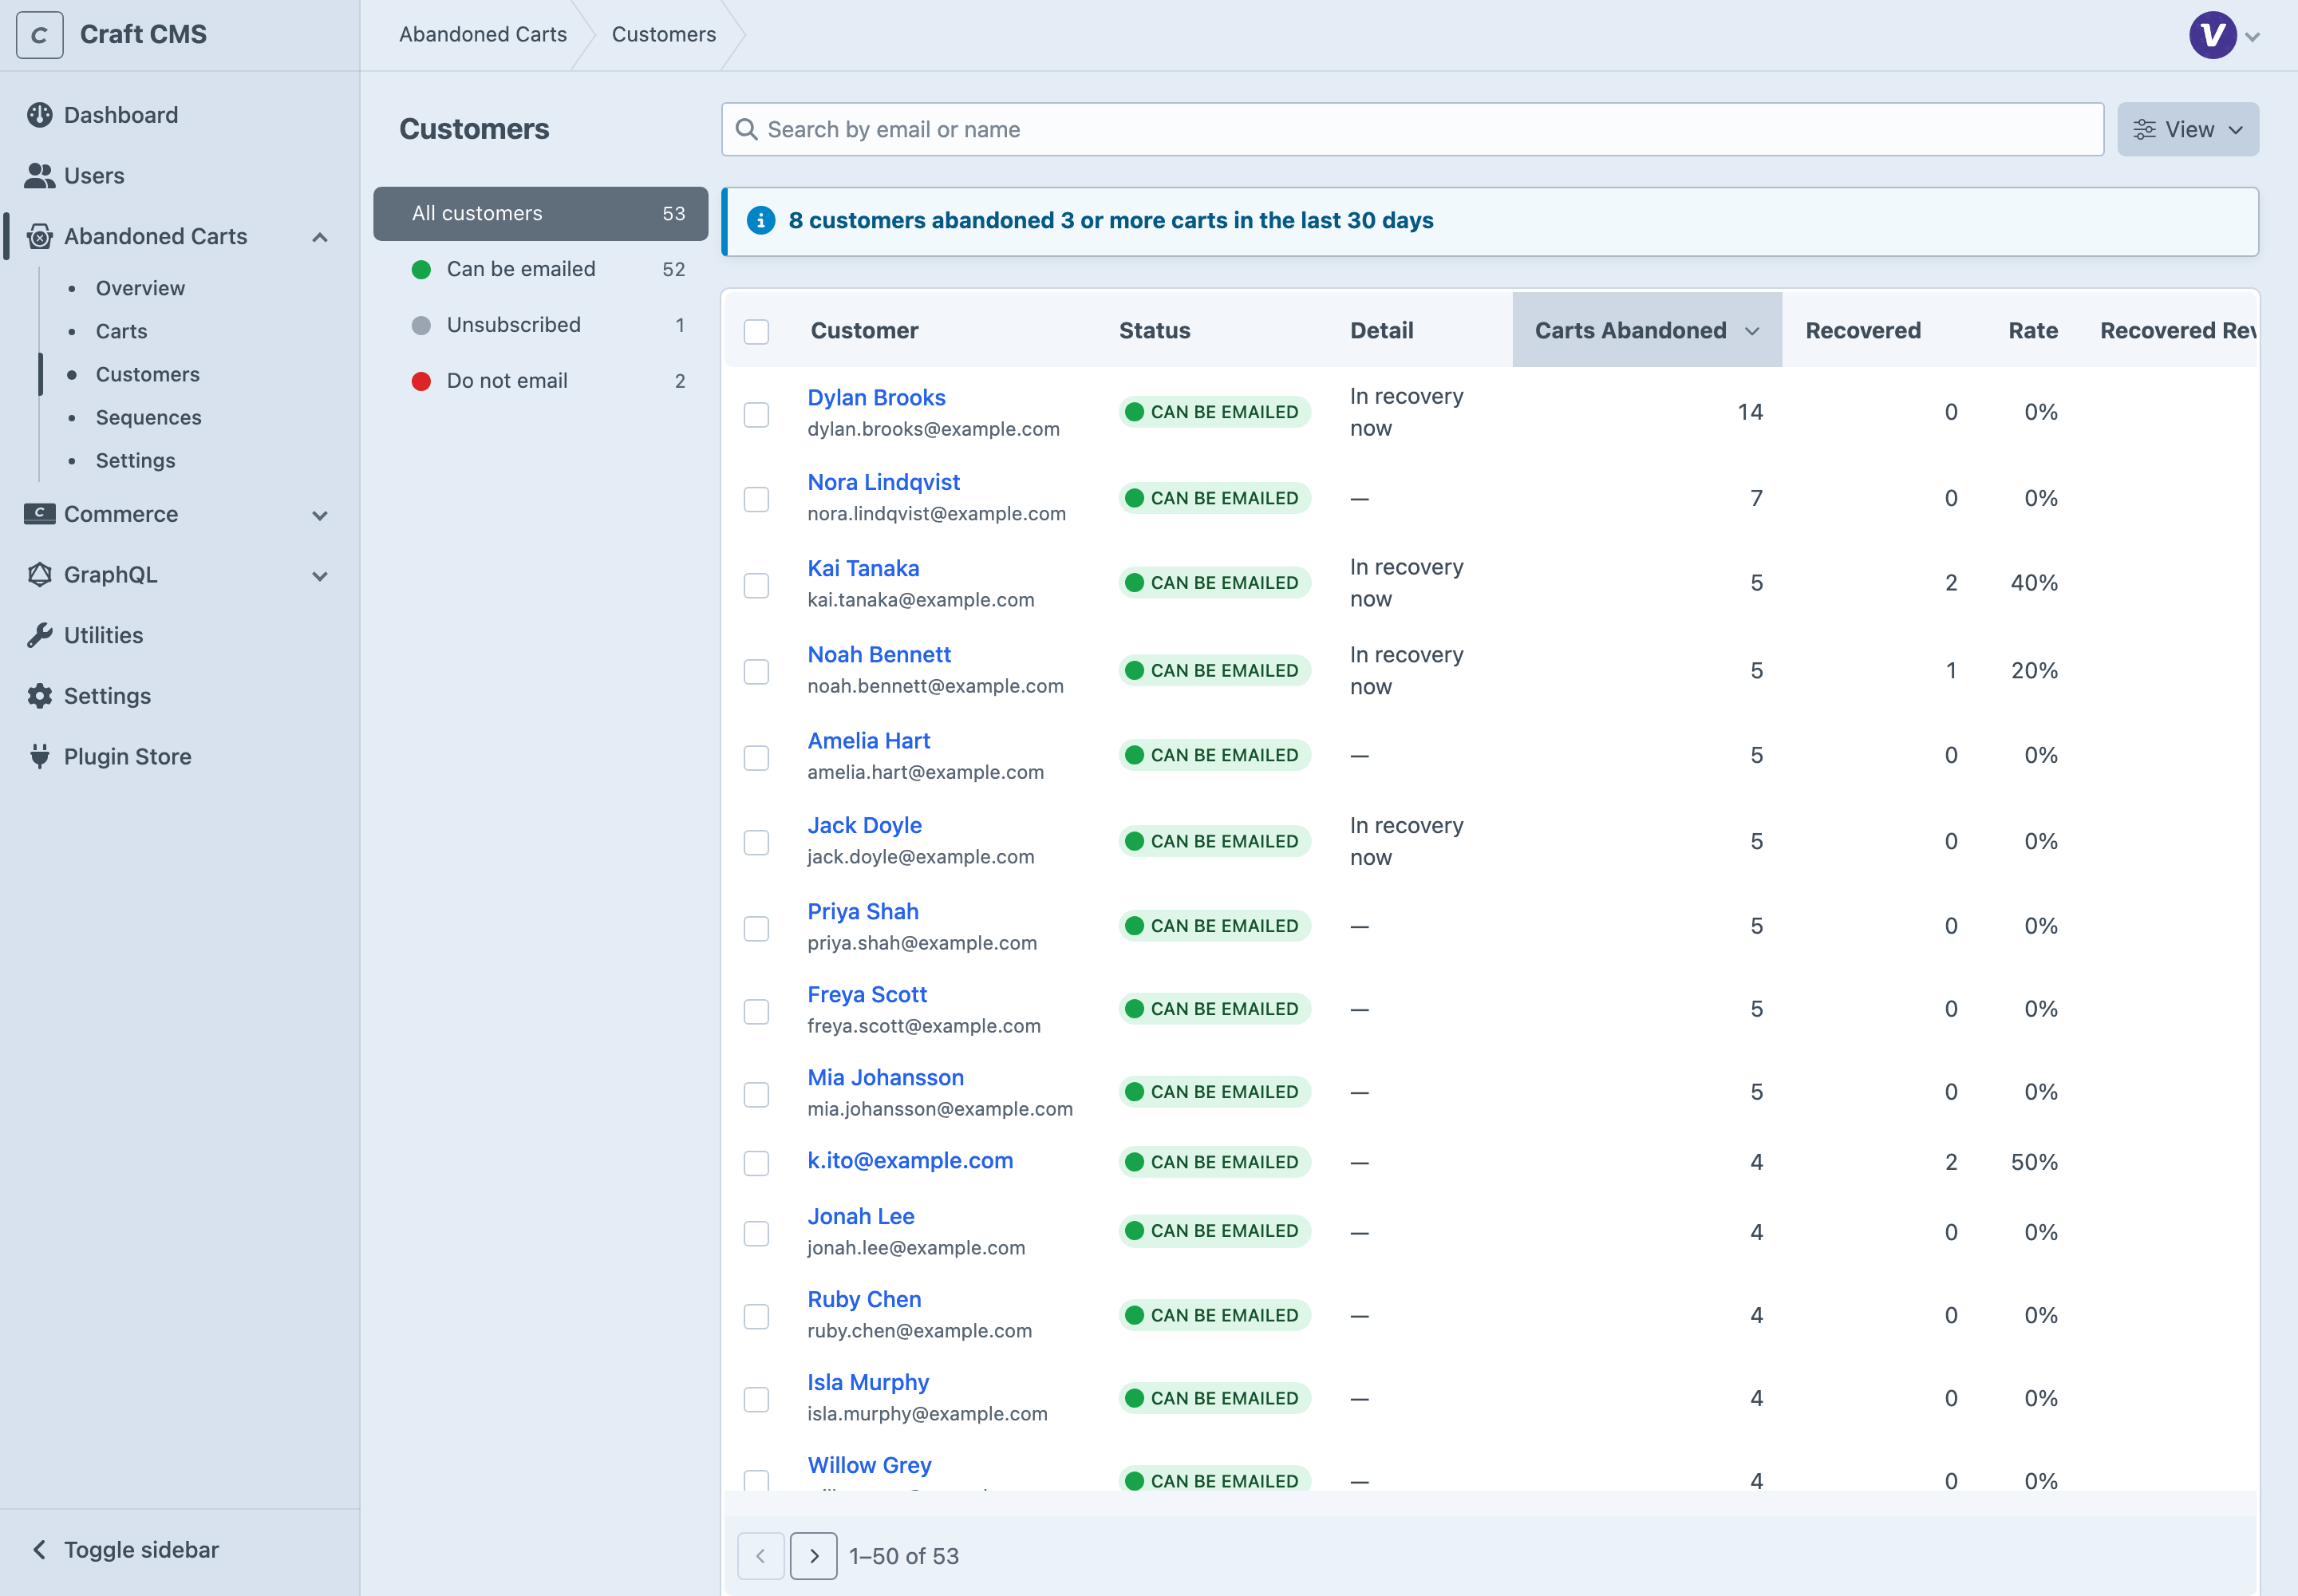 C Craft CMS
Abandoned Carts
Customers
V
Dashboard
Users
Abandoned Carts
Overview
Carts
Customers
Sequences
Settings
C Commerce
GraphQL
Utilities
Settings
Plugin Store
Toggle sidebar
Customers
All customers 53
Can be emailed 52
Unsubscribed 1
Do not email 2
Search by email or name
View
8 customers abandoned 3 or more carts in the last 30 days
Customer Status Detail Carts Abandoned Recovered Rate Recovered Rev
Dylan Brooks
dylan.brooks@example.com
CAN BE EMAILED
In recovery
now
14 0 0%
Nora Lindqvist
nora.lindqvist@example.com
CAN BE EMAILED — 7 0 0%
Kai Tanaka
kai.tanaka@example.com
CAN BE EMAILED
In recovery
now
5 2 40%
Noah Bennett
noah.bennett@example.com
CAN BE EMAILED
In recovery
now
5 1 20%
Amelia Hart
amelia.hart@example.com
CAN BE EMAILED — 5 0 0%
Jack Doyle
jack.doyle@example.com
CAN BE EMAILED
In recovery
now
5 0 0%
Priya Shah
priya.shah@example.com
CAN BE EMAILED — 5 0 0%
Freya Scott
freya.scott@example.com
CAN BE EMAILED — 5 0 0%
Mia Johansson
mia.johansson@example.com
CAN BE EMAILED — 5 0 0%
k.ito@example.com
CAN BE EMAILED — 4 2 50%
Jonah Lee
jonah.lee@example.com
CAN BE EMAILED — 4 0 0%
Ruby Chen
ruby.chen@example.com
CAN BE EMAILED — 4 0 0%
Isla Murphy
isla.murphy@example.com
CAN BE EMAILED — 4 0 0%
Willow Grey
CAN BE EMAILED — 4 0 0%
1–50 of 53